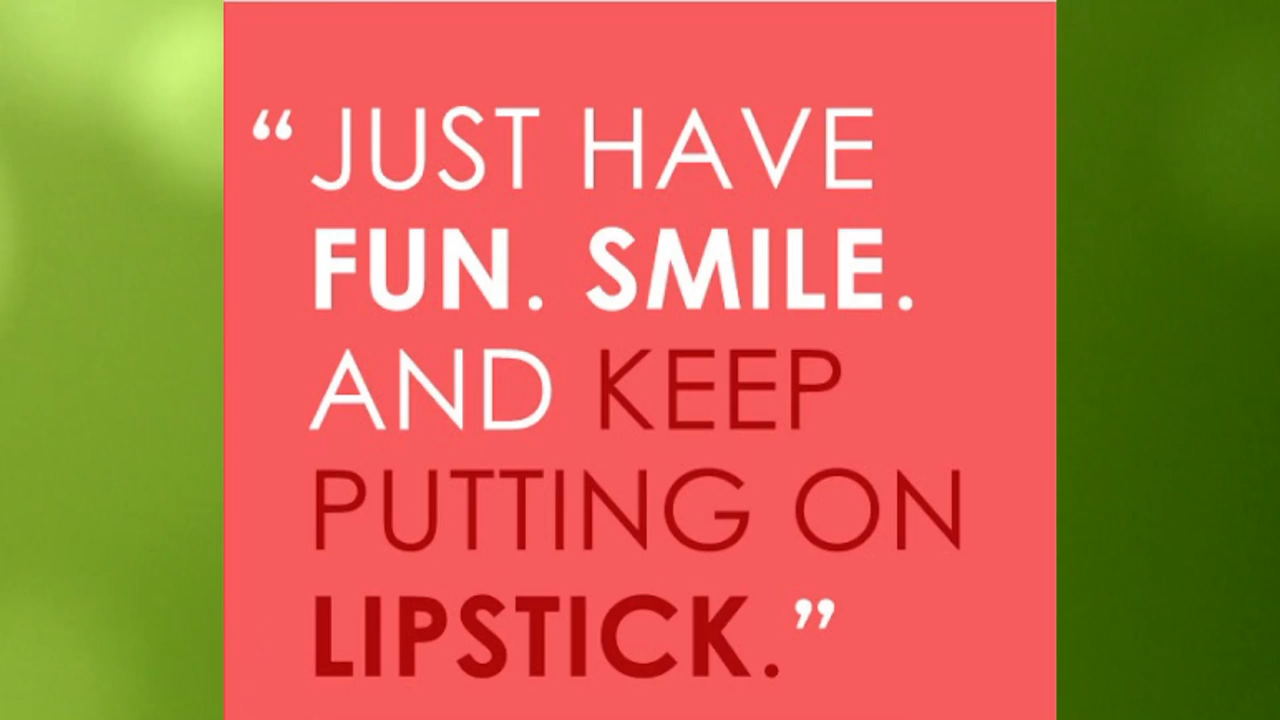 “JUST HAVE
FUN. SMILE.
AND KEEP
PUTTING ON
LIPSTICK.”